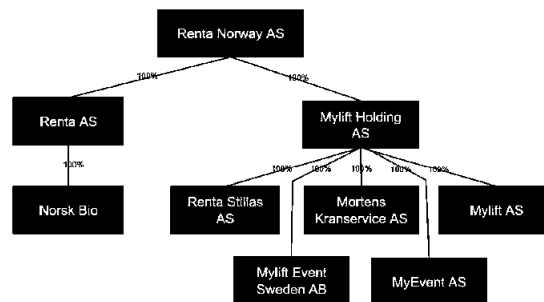 Renta Norway AS
100%
100%
Renta AS
Mylift Holding
AS
100%
100%
100%
100%
100%
100%
Norsk Bio
Renta Stillas
AS
Mortens
Kranservice AS
Mylift AS
Mylift Event
Sweden AB
MyEvent AS